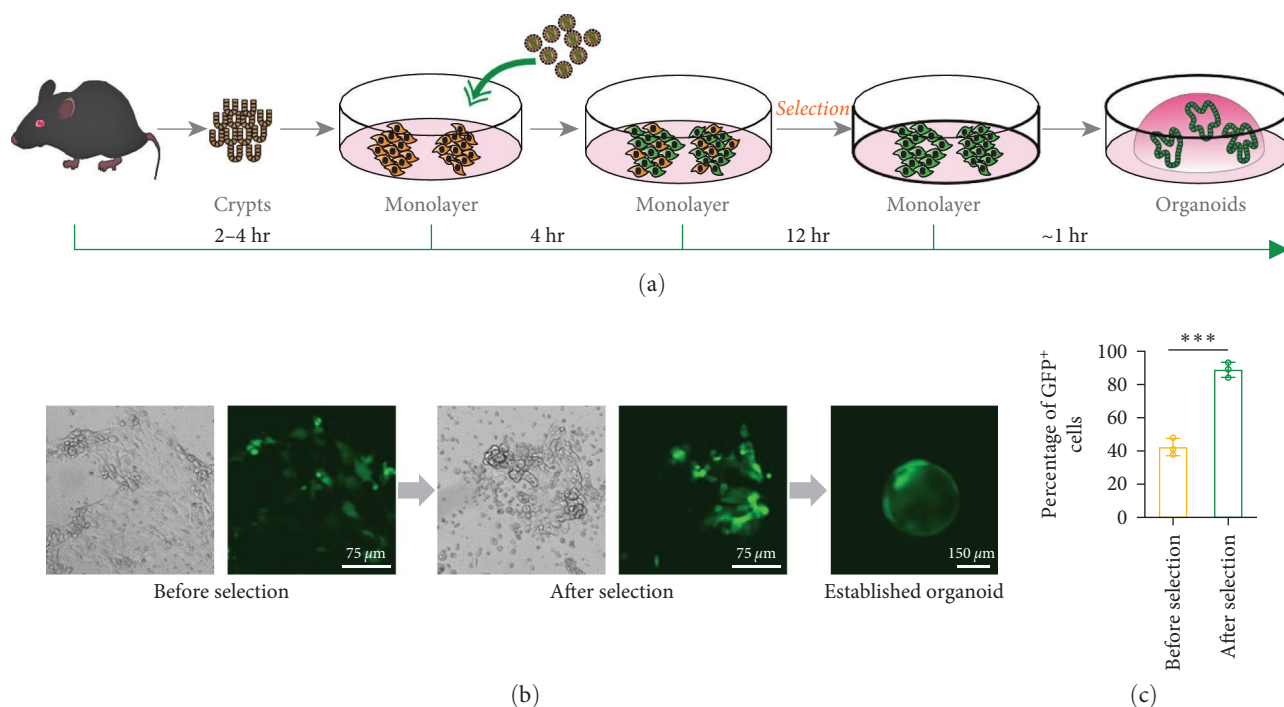 Selection
Crypts
Monolayer
Monolayer
Monolayer
Organoids
2–4 hr
4 hr
12 hr
~1 hr
(a)
75 μm
75 μm
150 μm
Before selection
After selection
Established organoid
(b)
Percentage of GFP⁺
cells
100
80
60
40
20
0
***
Before selection
After selection
(c)